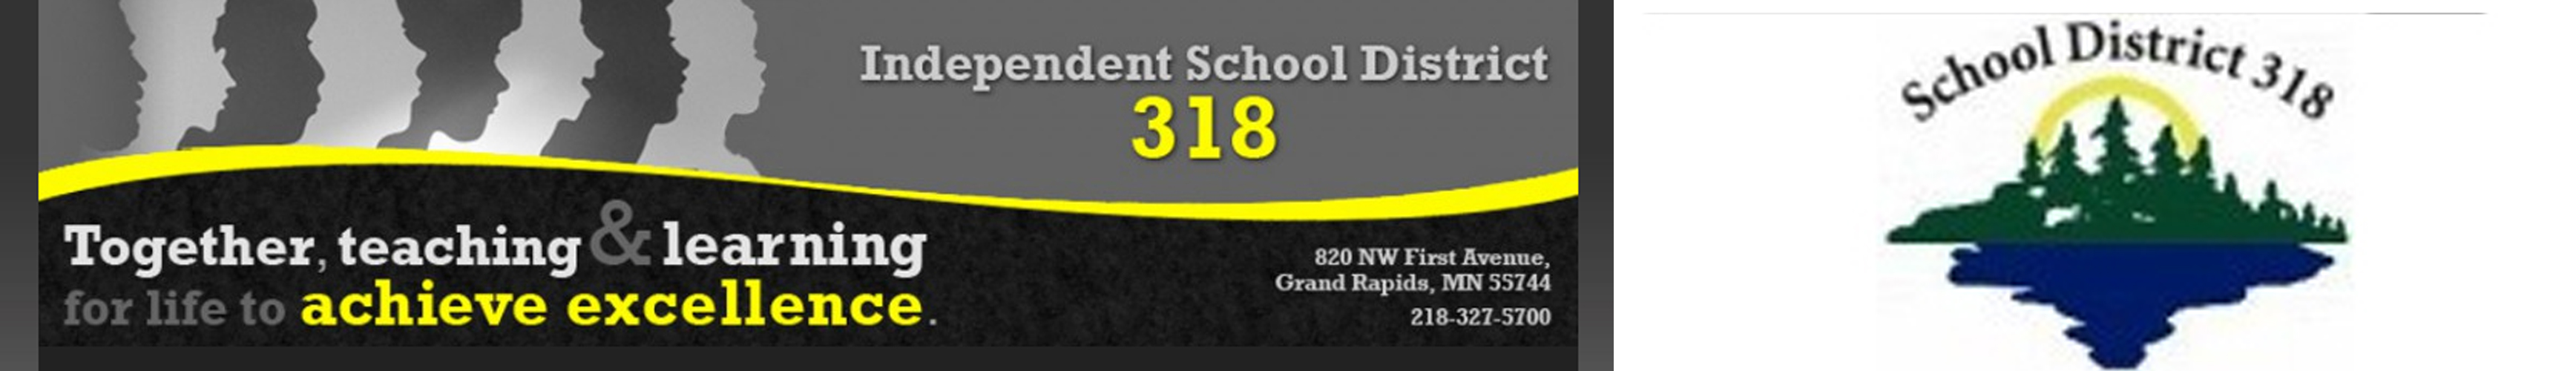 Independent School District
318
Together, teaching & learning
for life to achieve excellence.
820 NW First Avenue,
Grand Rapids, MN 55744
218-327-5700
School District 318